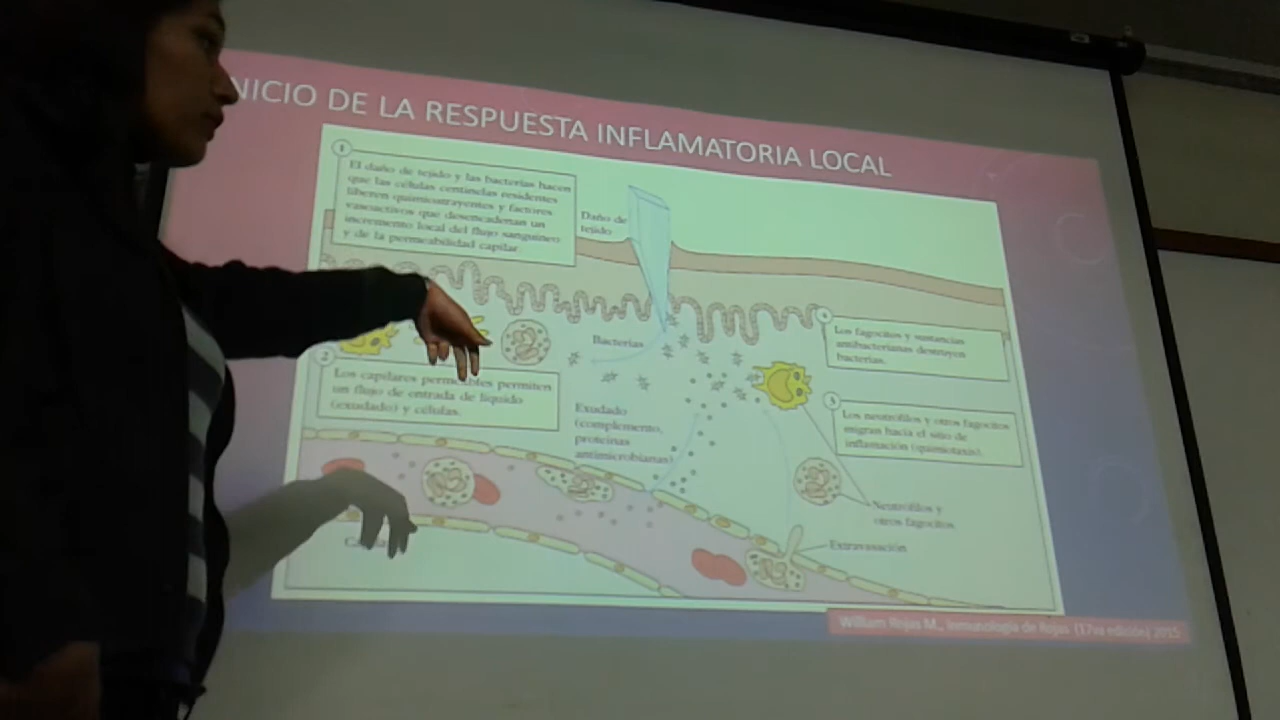 NICIO DE LA RESPUESTA INFLAMATORIA LOCAL
1
El daño de tejido y las bacterias hacen
que las células centinelas residentes
liberen quimioatrayentes y factores
vasoactivos que desencadenan un
incremento local del flujo sanguíneo
y de la permeabilidad capilar.
Daño de
tejido
Bacterias
4
Los fagocitos y sustancias
antibacterianas destruyen
bacterias.
2
Los capilares permeables permiten
un flujo de entrada de líquido
(exudado) y células.
Exudado
(complemento,
proteínas
antimicrobianas)
3
Los neutrófilos y otros fagocitos
migran hacia el sitio de
inflamación (quimiotaxis).
Neutrófilos y
otros fagocitos
Extravasación
William Rojas M., Inmunología de Rojas (17va edición) 2015